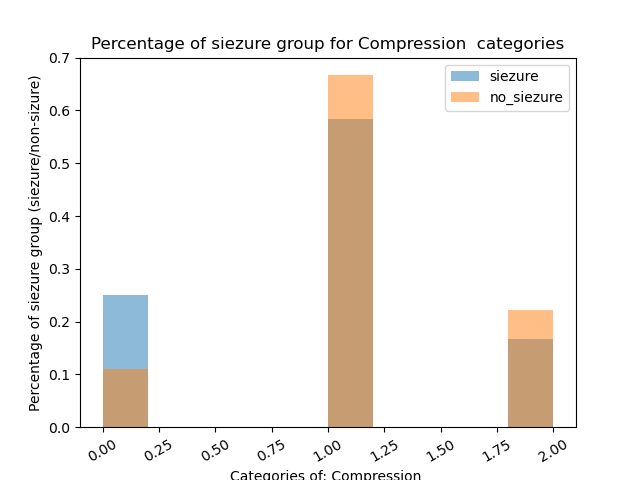 Percentage of siezure group for Compression  categories
siezure
no_siezure
Percentage of siezure group (siezure/non-sizure)
0.7
0.6
0.5
0.4
0.3
0.2
0.1
0.0
0.00 0.25 0.50 0.75 1.00 1.25 1.50 1.75 2.00
Categories of: Compression